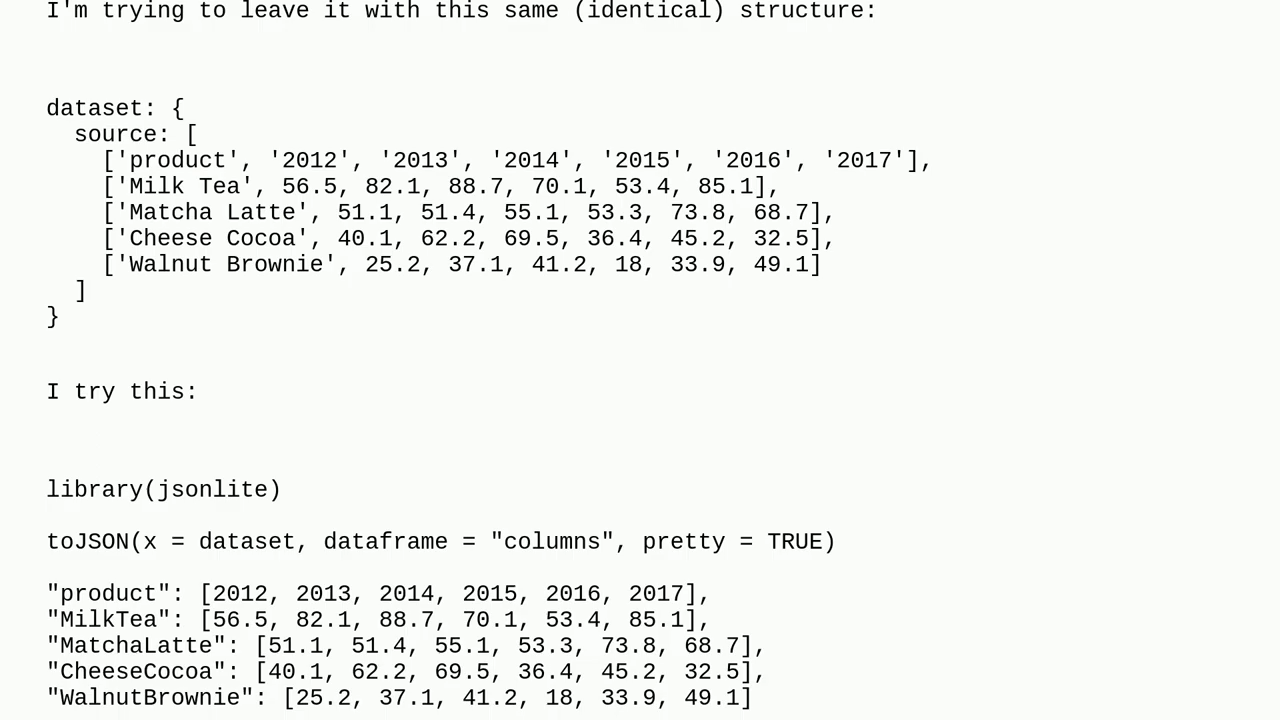 I'm trying to leave it with this same (identical) structure:
dataset: {
  source: [
    ['product', '2012', '2013', '2014', '2015', '2016', '2017'],
    ['Milk Tea', 56.5, 82.1, 88.7, 70.1, 53.4, 85.1],
    ['Matcha Latte', 51.1, 51.4, 55.1, 53.3, 73.8, 68.7],
    ['Cheese Cocoa', 40.1, 62.2, 69.5, 36.4, 45.2, 32.5],
    ['Walnut Brownie', 25.2, 37.1, 41.2, 18, 33.9, 49.1]
  ]
}
I try this:
library(jsonlite)
toJSON(x = dataset, dataframe = "columns", pretty = TRUE)
"product": [2012, 2013, 2014, 2015, 2016, 2017],
"MilkTea": [56.5, 82.1, 88.7, 70.1, 53.4, 85.1],
"MatchaLatte": [51.1, 51.4, 55.1, 53.3, 73.8, 68.7],
"CheeseCocoa": [40.1, 62.2, 69.5, 36.4, 45.2, 32.5],
"WalnutBrownie": [25.2, 37.1, 41.2, 18, 33.9, 49.1]